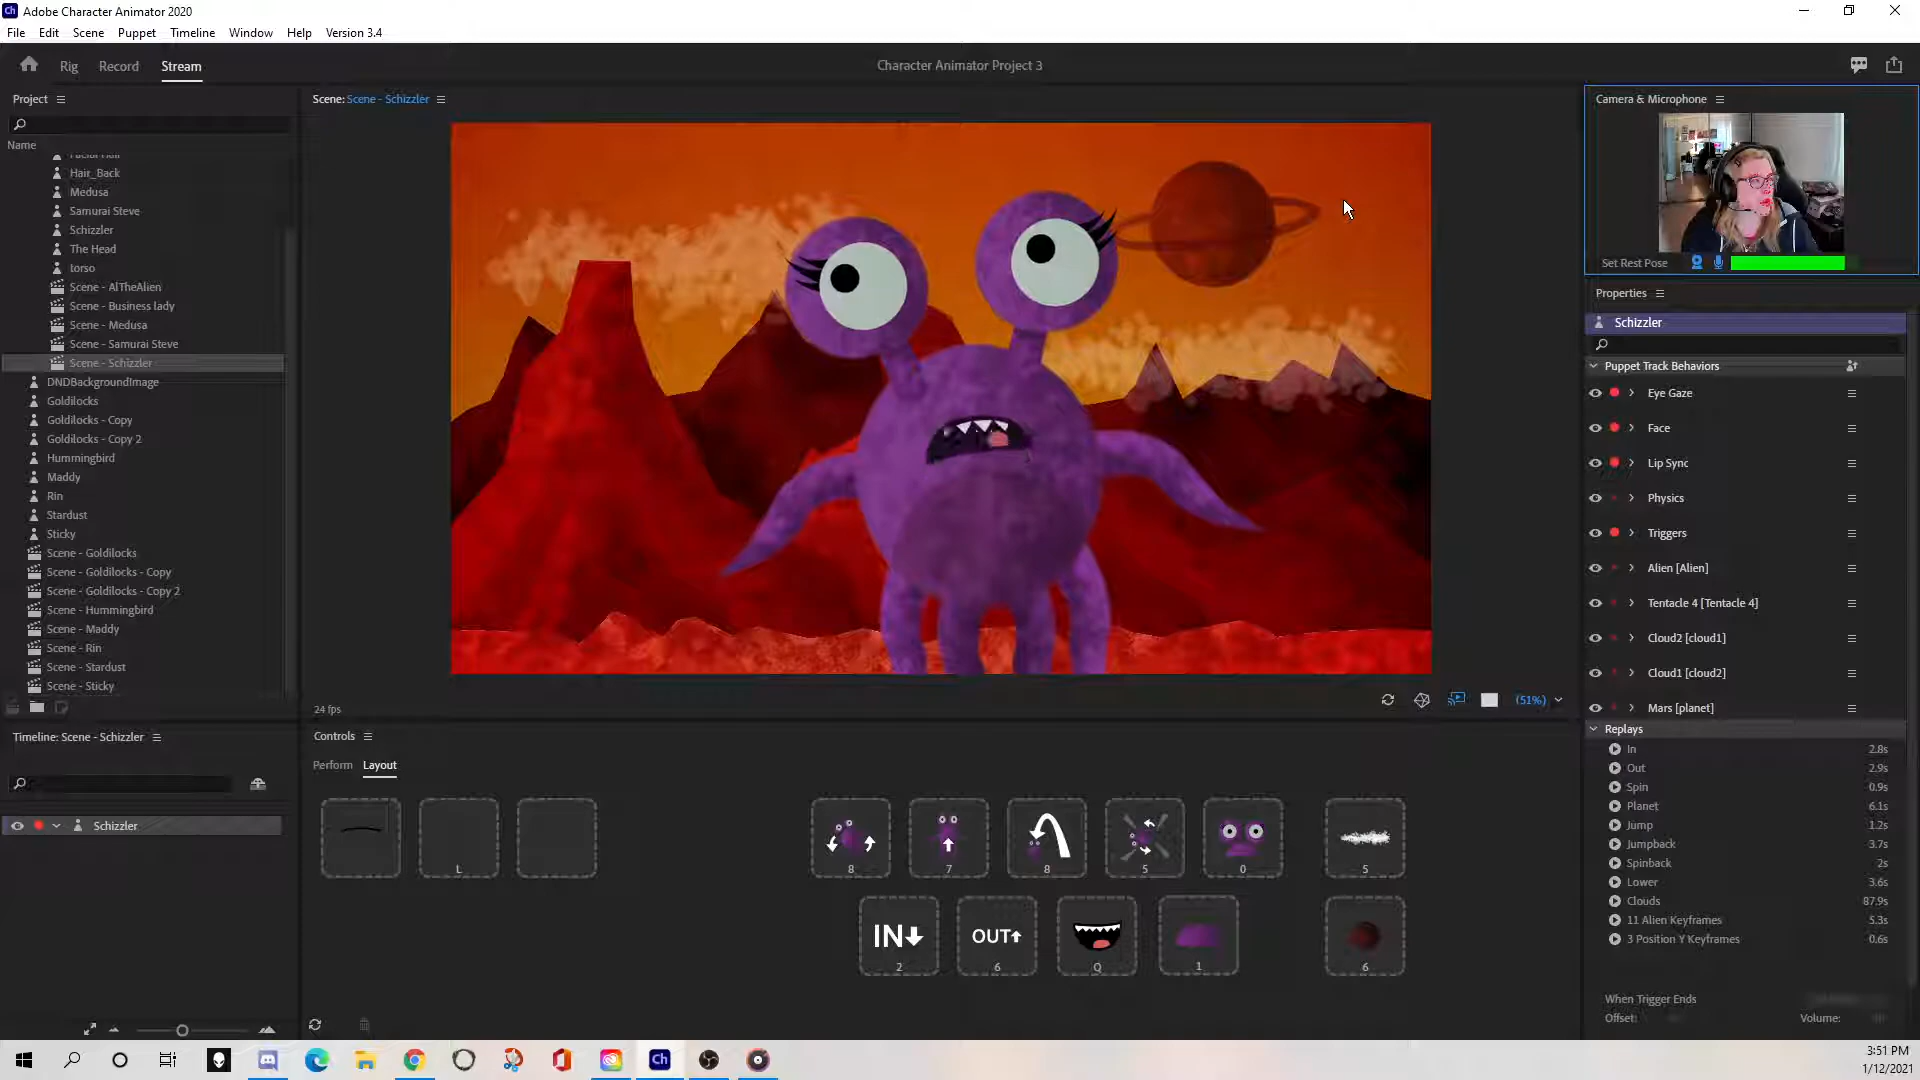 Adobe Character Animator 2020
File Edit Scene Puppet Timeline Window Help Version 3.4
Rig Record Stream
Character Animator Project 3
Project
Name
Facial Hair
Hair_Back
Medusa
Samurai Steve
Schizzler
The Head
torso
Scene - AlTheAlien
Scene - Business lady
Scene - Medusa
Scene - Samurai Steve
Scene - Schizzler
DNDBackgroundImage
Goldilocks
Goldilocks - Copy
Goldilocks - Copy 2
Hummingbird
Maddy
Rin
Stardust
Sticky
Scene - Goldilocks
Scene - Goldilocks - Copy
Scene - Goldilocks - Copy 2
Scene - Hummingbird
Scene - Maddy
Scene - Rin
Scene - Stardust
Scene - Sticky
Timeline: Scene - Schizzler
Schizzler
Scene: Scene - Schizzler
24 fps
(51%)
Controls
Perform Layout
L
8 7 8 5 0 5
IN OUT
2 6 Q 1 6
Camera & Microphone
Set Rest Pose
Properties
Schizzler
Puppet Track Behaviors
Eye Gaze
Face
Lip Sync
Physics
Triggers
Alien [Alien]
Tentacle 4 [Tentacle 4]
Cloud2 [cloud1]
Cloud1 [cloud2]
Mars [planet]
Replays
In 2.8s
Out 2.9s
Spin 0.9s
Planet 6.1s
Jump 1.2s
Jumpback 3.7s
Spinback 2s
Lower 3.6s
Clouds 87.9s
11 Alien Keyframes 5.3s
3 Position Y Keyframes 0.6s
When Trigger Ends
Offset: Volume:
Ch
3:51 PM
1/12/2021